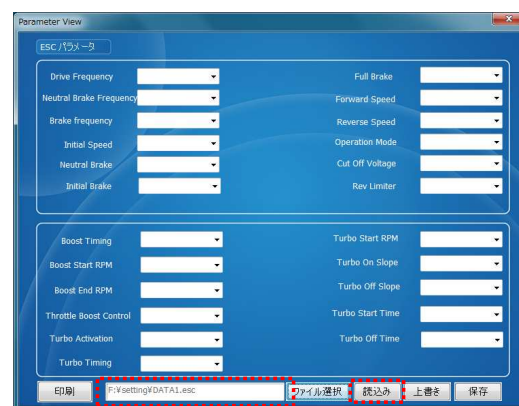 Parameter View
ESC パラメータ
Drive Frequency
Neutral Brake Frequency
Brake frequency
Initial Speed
Neutral Brake
Initial Brake
Full Brake
Forward Speed
Reverse Speed
Operation Mode
Cut Off Voltage
Rev Limiter
Boost Timing
Boost Start RPM
Boost End RPM
Throttle Boost Control
Turbo Activation
Turbo Timing
Turbo Start RPM
Turbo On Slope
Turbo Off Slope
Turbo Start Time
Turbo Off Time
印刷 F:¥setting¥DATA1.esc ファイル選択 読込み 上書き 保存